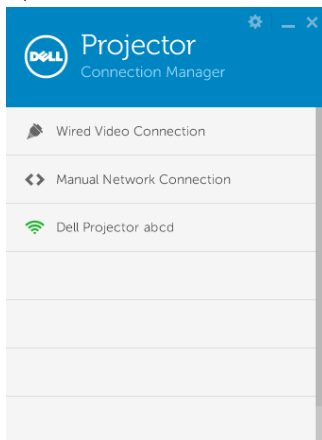 DELL
Projector
Connection Manager
Wired Video Connection
Manual Network Connection
Dell Projector abcd